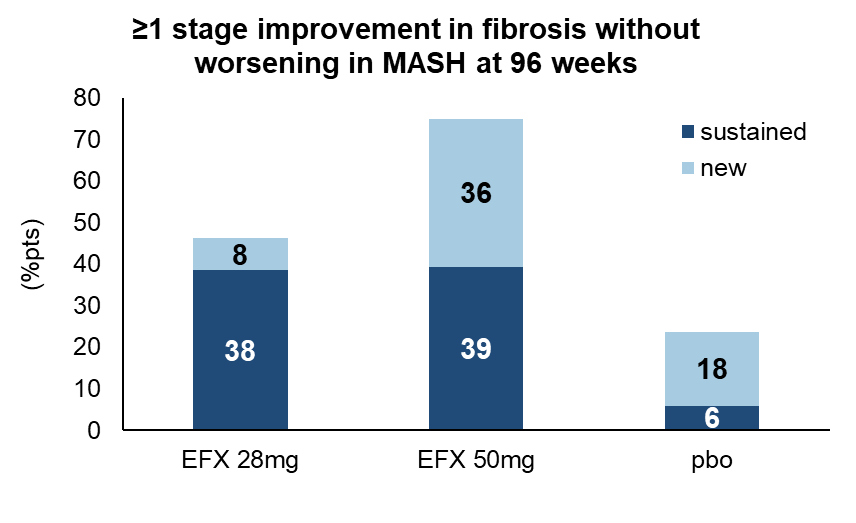 ≥1 stage improvement in fibrosis without
worsening in MASH at 96 weeks
80
70
60
50
40
30
20
10
0
(%pts)
sustained
new
8
38
36
39
18
6
EFX 28mg
EFX 50mg
pbo